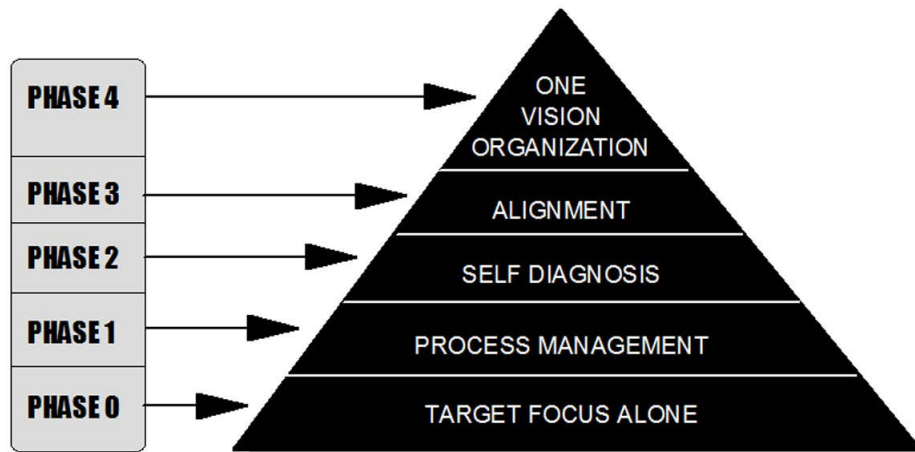 PHASE 4
ONE
VISION
ORGANIZATION
PHASE 3
ALIGNMENT
PHASE 2
SELF DIAGNOSIS
PHASE 1
PROCESS MANAGEMENT
PHASE 0
TARGET FOCUS ALONE